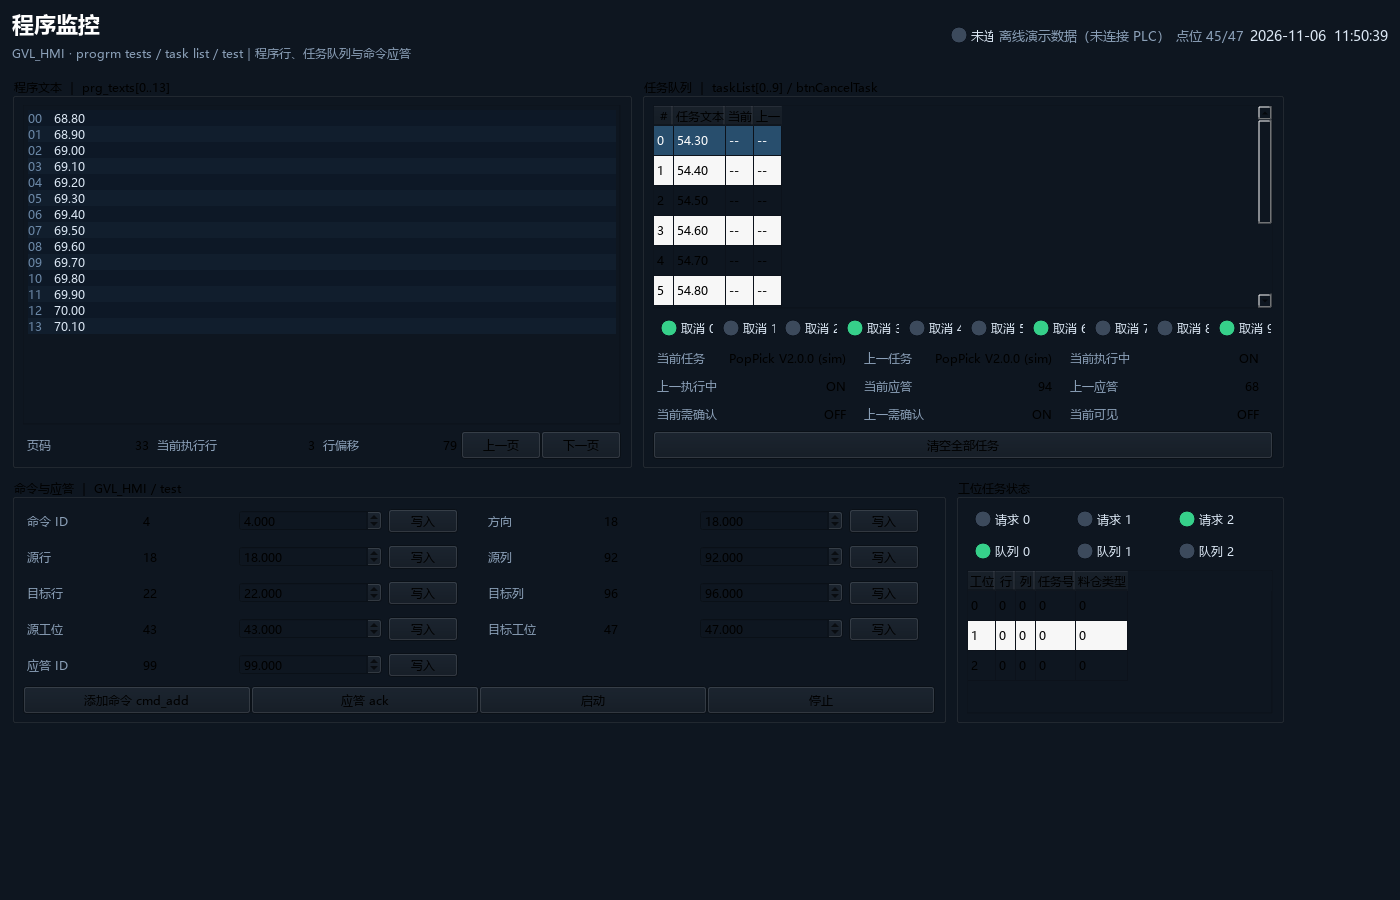 程序监控
GVL_HMI · progrm tests / task list / test | 程序行、任务队列与命令应答
未连 离线演示数据（未连接 PLC） 点位 45/47 2026-11-06 11:50:39
程序文本 | prg_texts[0..13]
00 68.80
01 68.90
02 69.00
03 69.10
04 69.20
05 69.30
06 69.40
07 69.50
08 69.60
09 69.70
10 69.80
11 69.90
12 70.00
13 70.10
页码 33 当前执行行 3 行偏移 79 上一页 下一页
任务队列 | taskList[0..9] / btnCancelTask
# 任务文本 当前 上一
0 54.30 -- --
1 54.40 -- --
2 54.50 -- --
3 54.60 -- --
4 54.70 -- --
5 54.80 -- --
取消 0 取消 1 取消 2 取消 3 取消 4 取消 5 取消 6 取消 7 取消 8 取消 9
当前任务 PopPick V2.0.0 (sim) 上一任务 PopPick V2.0.0 (sim) 当前执行中 ON
上一执行中 ON 当前应答 94 上一应答 68
当前需确认 OFF 上一需确认 ON 当前可见 OFF
清空全部任务
命令与应答 | GVL_HMI / test
命令 ID 4 4.000 写入 方向 18 18.000 写入
源行 18 18.000 写入 源列 92 92.000 写入
目标行 22 22.000 写入 目标列 96 96.000 写入
源工位 43 43.000 写入 目标工位 47 47.000 写入
应答 ID 99 99.000 写入
添加命令 cmd_add 应答 ack 启动 停止
工位任务状态
请求 0 请求 1 请求 2
队列 0 队列 1 队列 2
工位 行 列 任务号 料仓类型
0 0 0 0 0
1 0 0 0 0
2 0 0 0 0